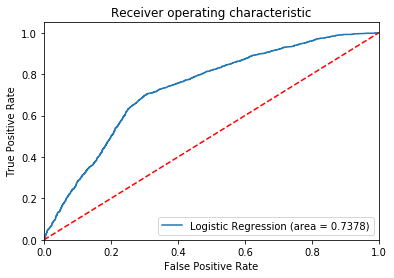 Receiver operating characteristic
1.0
0.8
0.6
0.4
0.2
0.0
True Positive Rate
Logistic Regression (area = 0.7378)
0.0 0.2 0.4 0.6 0.8 1.0
False Positive Rate